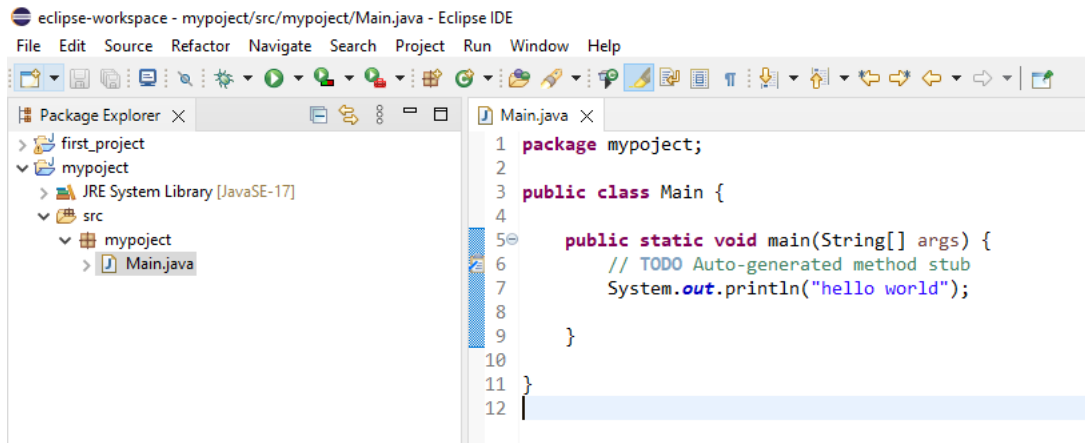 eclipse-workspace - mypoject/src/mypoject/Main.java - Eclipse IDE
File Edit Source Refactor Navigate Search Project Run Window Help
Package Explorer
first_project
mypoject
JRE System Library [JavaSE-17]
src
mypoject
Main.java
Main.java
1 package mypoject;
2
3 public class Main {
4
5 public static void main(String[] args) {
6 // TODO Auto-generated method stub
7 System.out.println("hello world");
8
9 }
10
11 }
12